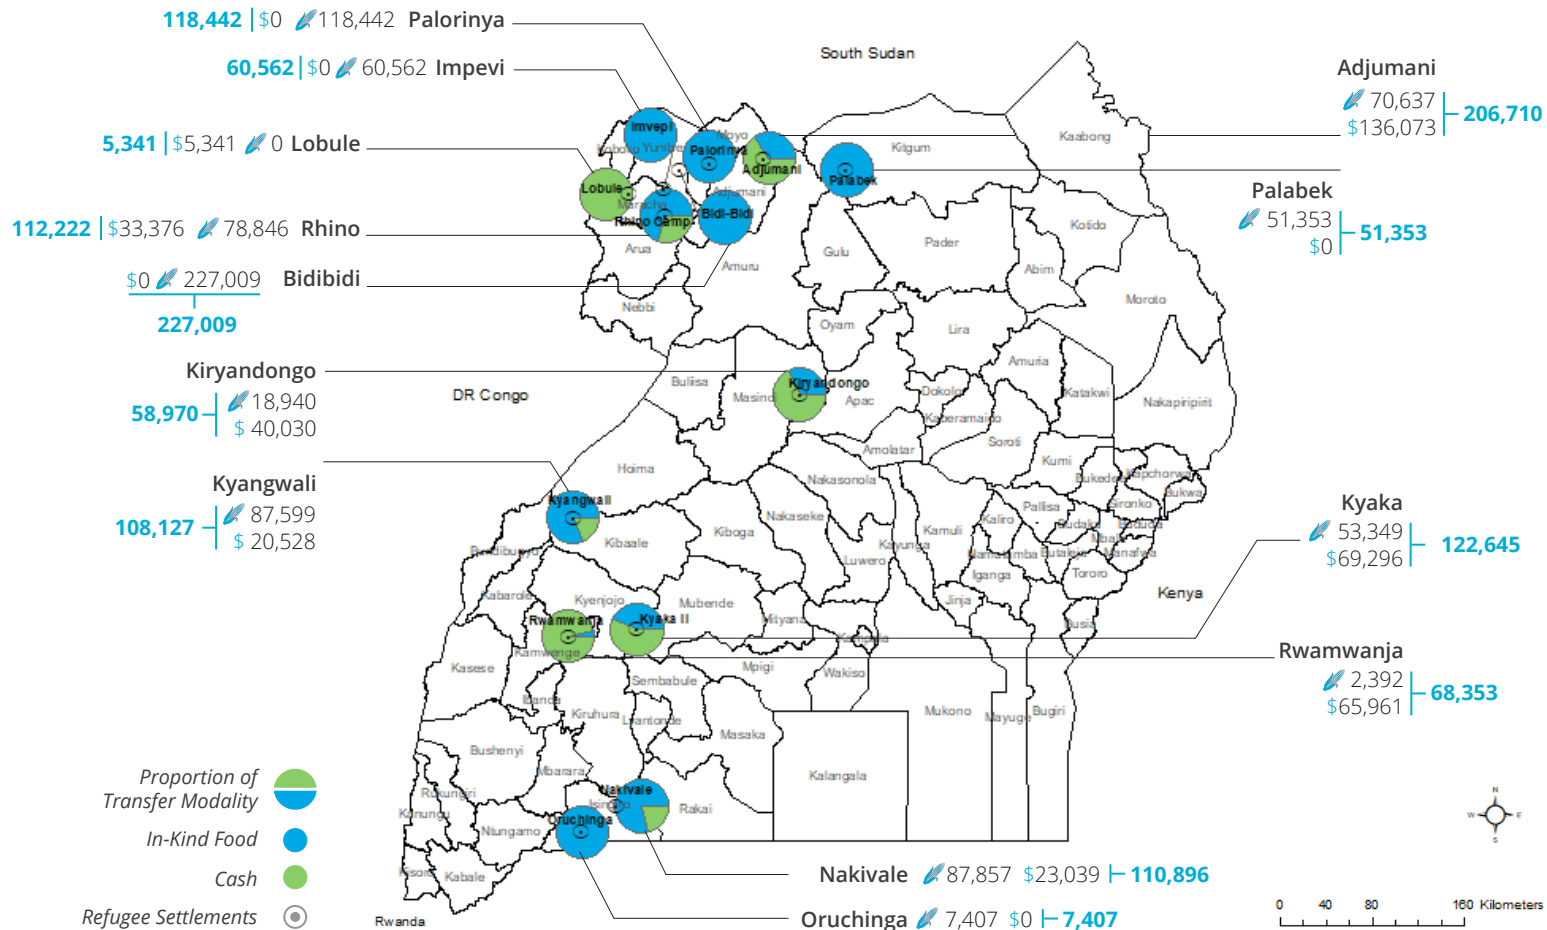 118,442 $0 118,442 Palorinya
60,562 $0 60,562 Impevi
5,341 $5,341 0 Lobule
112,222 $33,376 78,846 Rhino
$0 227,009 Bidibidi
227,009
Kiryandongo
18,940
58,970
$ 40,030
Kyangwali
87,599
108,127
$ 20,528
South Sudan
Adjumani
70,637
206,710
$136,073
Palabek
51,353
51,353
$0
Kyaka
53,349
122,645
$69,296
Rwamwanja
2,392
68,353
$65,961
Nakivale 87,857 $23,039 110,896
Oruchinga 7,407 $0 7,407
DR Congo
Kenya
Rwanda
Imvepi
Moyo
Koboko Yumbe
Palorinya
Adjumani
Palabek
Kitgum
Kaabong
Lobule
Adjumani
Maracha
Bidi-Bidi
Rhino Camp
Arua
Amuru
Gulu
Pader
Kotido
Abim
Nebbi
Moroto
Oyam
Lira
Amuria
Buliisa
Kiryandongo
Masindi
Apac
Dokolo
Katakwi
Nakapiripirit
Kaberamaido
Amolatar
Soroti
Hoima
Kumi
Nakasonola
Bukedea
Kapchorwa
Bukwa
Kyangwali
Sironko
Pallisa
Nakaseke
Kaliro
Budaka
Bududa
Kiboga
Kamuli
Mbale
Kibaale
Kayunga
Bundibugyo
Namatumba
Butaleja
Manafwa
Luwero
Iganga
Tororo
Kabarole
Kyenjojo
Mubende
Jinja
Rwamwanja
Kyaka II
Mityana
Busia
Kampala
Kamwenge
Kasese
Mpigi
Wakiso
Sembabule
Ibanda
Kiruhura
Lyantonde
Mukono
Mayuge
Bugiri
Masaka
Bushenyi
Mbarara
Kalangala
Rukungiri
Nakivale
Isingiro
Rakai
Kanungu
Oruchinga
Ntungamo
Kisoro
Kabale
Proportion of
Transfer Modality
In-Kind Food
Cash
Refugee Settlements
N
W E
S
0 40 80 160 Kilometers